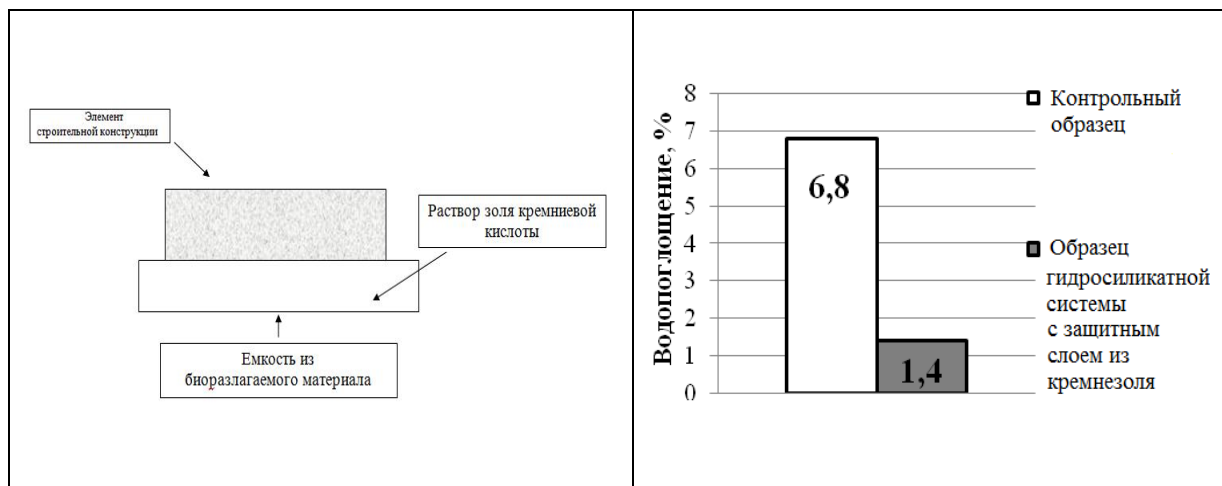 Элемент
строительной конструкции
Раствор золя кремниевой
кислоты
Емкость из
биоразлагаемого материала
Водопоглощение, %
8
7
6
5
4
3
2
1
0
6,8
1,4
Контрольный
образец
Образец
гидросиликатной
системы
с защитным
слоем из
кремнезоля